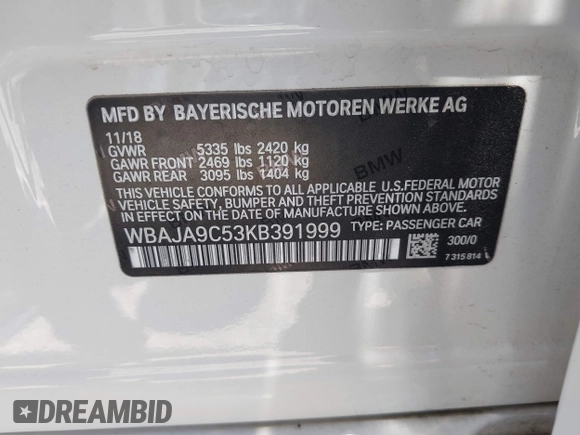 MFD BY BAYERISCHE MOTOREN WERKE AG
11/18
GVWR 5335 lbs 2420 kg
GAWR FRONT 2469 lbs 1120 kg
GAWR REAR 3095 lbs 1404 kg
THIS VEHICLE CONFORMS TO ALL APPLICABLE U.S.FEDERAL MOTOR
VEHICLE SAFETY, BUMPER, AND THEFT PREVENTION STANDARDS
IN EFFECT ON THE DATE OF MANUFACTURE SHOWN ABOVE.
WBAJA9C53KB391999 TYPE: PASSENGER CAR
300/0
7 315 814
BMW
DREAMBID